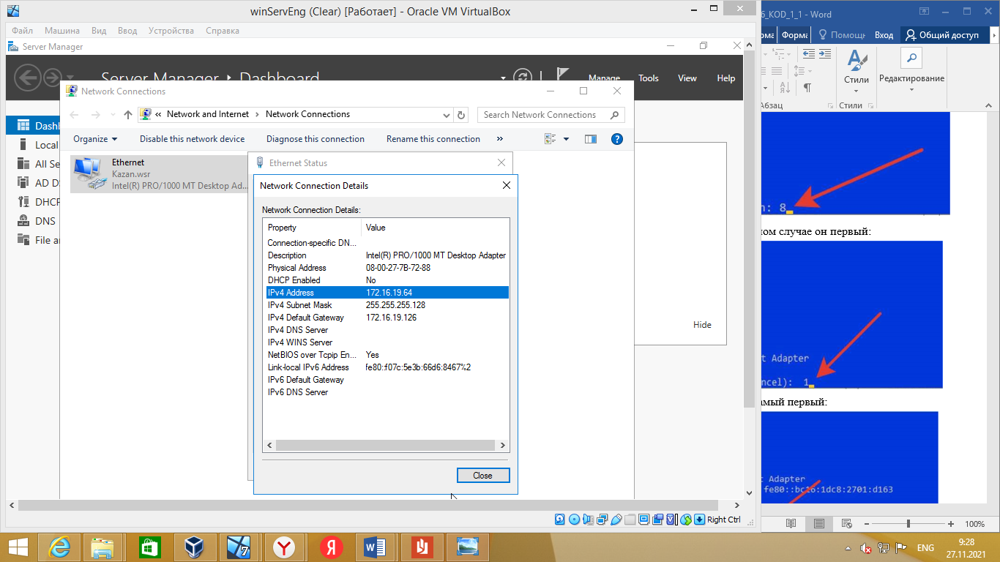 winServEng (Clear) [Работает] - Oracle VM VirtualBox
Файл Машина Вид Ввод Устройства Справка
Server Manager
Server Manager Dashboard
Manage Tools View Help
Network Connections
« Network and Internet Network Connections
Search Network Connections
Organize Disable this network device Diagnose this connection Rename this connection »
Dashl
Local
All Se
AD D
DHCP
DNS
File a
Ethernet
Kazan.wsr
Intel(R) PRO/1000 MT Desktop Ad...
Ethernet Status
Network Connection Details
Network Connection Details:
Property Value
Connection-specific DN...
Description Intel(R) PRO/1000 MT Desktop Adapter
Physical Address 08-00-27-7B-72-88
DHCP Enabled No
IPv4 Address 172.16.19.64
IPv4 Subnet Mask 255.255.255.128
IPv4 Default Gateway 172.16.19.126
IPv4 DNS Server
IPv4 WINS Server
NetBIOS over Tcpip En... Yes
Link-local IPv6 Address fe80::f07c:5e3b:66d6:8467%2
IPv6 Default Gateway
IPv6 DNS Server
Close
Hide
Right Ctrl
6_KOD_1_1 - Word
Форма
Помощь
Вход
Общий доступ
Стили
Редактирование
Абзац
Стили
n: 8
ом случае он первый:
t Adapter
ncel): 1
амый первый:
t Adapter
fe80::bc16:1dc8:2701:d163
100%
ENG
9:28
27.11.2021